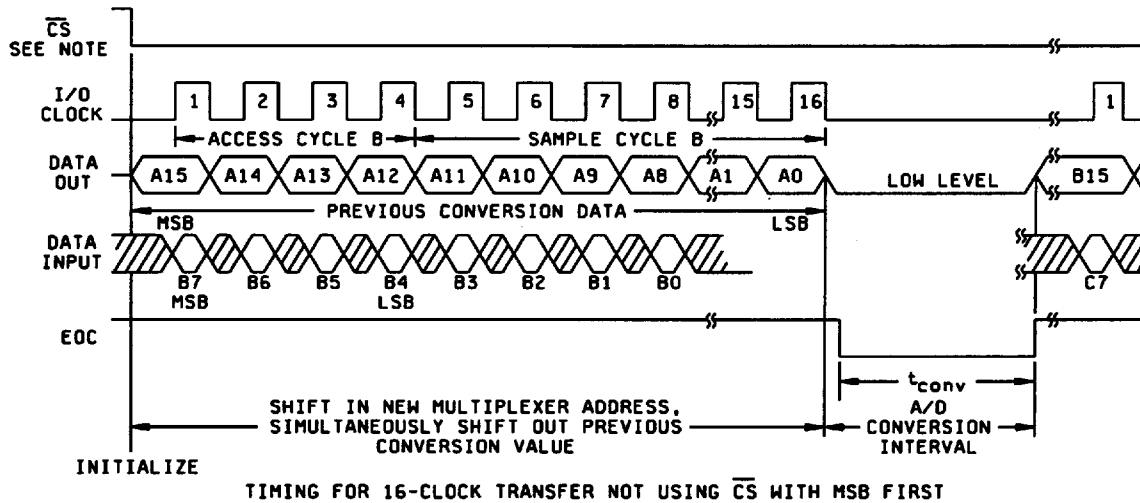 CS
SEE NOTE
I/O
CLOCK
1 2 3 4 5 6 7 8 15 16 1
ACCESS CYCLE B SAMPLE CYCLE B
DATA
OUT
A15 A14 A13 A12 A11 A10 A9 A8 A1 A0 LOW LEVEL B15
PREVIOUS CONVERSION DATA
MSB LSB
DATA
INPUT
B7 B6 B5 B4 B3 B2 B1 B0 C7
MSB LSB
EOC
tconv
A/D
CONVERSION
INTERVAL
SHIFT IN NEW MULTIPLEXER ADDRESS,
SIMULTANEOUSLY SHIFT OUT PREVIOUS
CONVERSION VALUE
INITIALIZE
TIMING FOR 16-CLOCK TRANSFER NOT USING CS WITH MSB FIRST